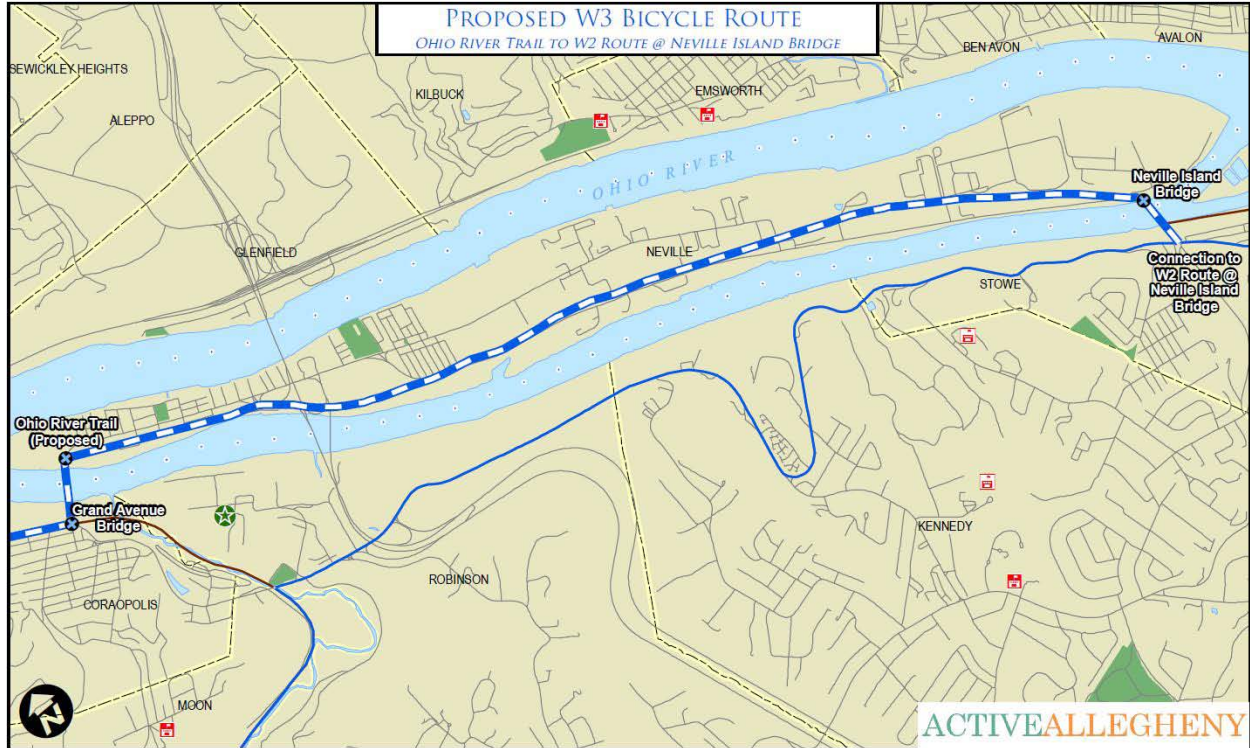 PROPOSED W3 BICYCLE ROUTE
OHIO RIVER TRAIL TO W2 ROUTE @ NEVILLE ISLAND BRIDGE
BEN AVON
AVALON
SEWICKLEY HEIGHTS
KILBUCK
EMSWORTH
ALEPPO
OHIO RIVER
Neville Island
Bridge
GLENFIELD
NEVILLE
Connection to
W2 Route @
Neville Island
Bridge
STOWE
Ohio River Trail
(Proposed)
Grand Avenue
Bridge
KENNEDY
ROBINSON
CORAOPOLIS
MOON
N
ACTIVEALLEGHENY